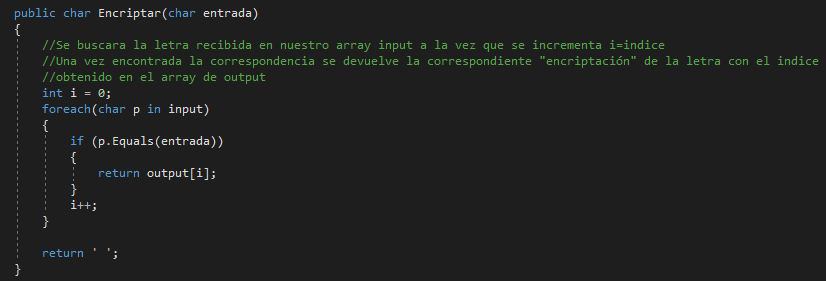 public char Encriptar(char entrada)
{
//Se buscara la letra recibida en nuestro array input a la vez que se incrementa i=indice
//Una vez encontrada la correspondencia se devuelve la correspondiente "encriptación" de la letra con el indice
//obtenido en el array de output
int i = 0;
foreach(char p in input)
{
if (p.Equals(entrada))
{
return output[i];
}
i++;
}
return ' ';
}